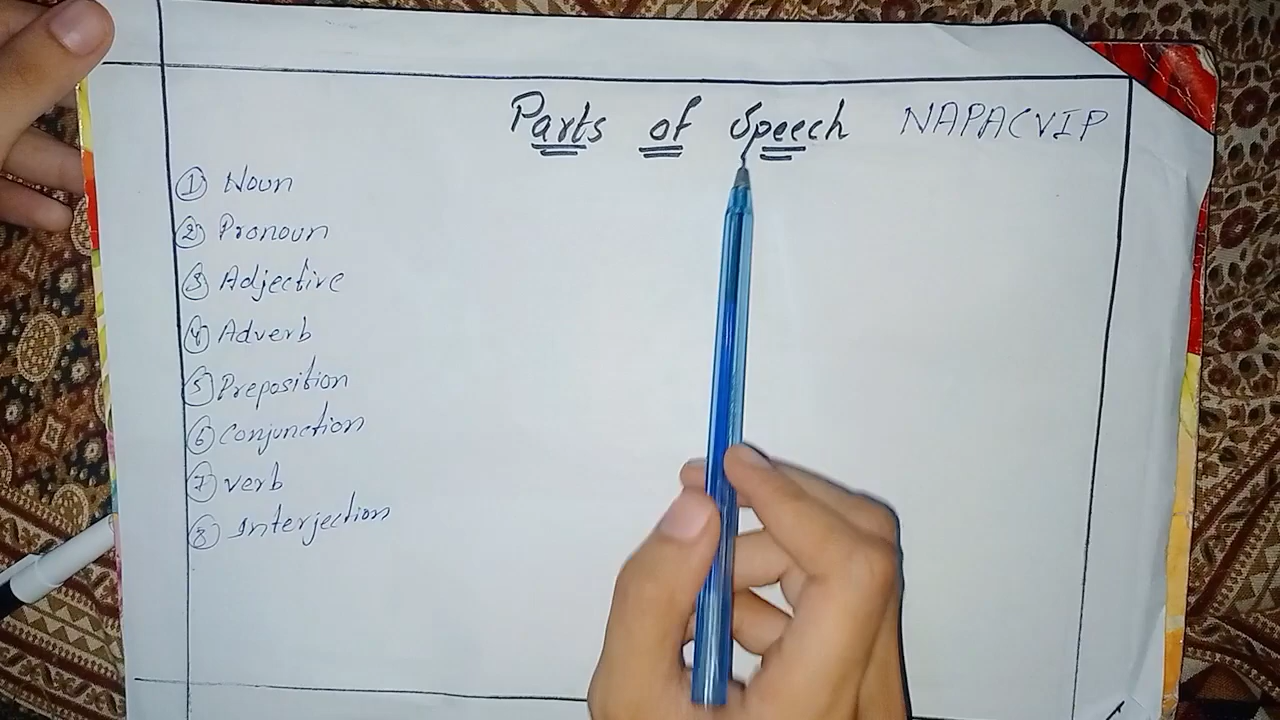 Parts of Speech NAPACVIP
① Noun
② Pronoun
③ Adjective
④ Adverb
⑤ Preposition
⑥ Conjunction
⑦ verb
⑧ Interjection